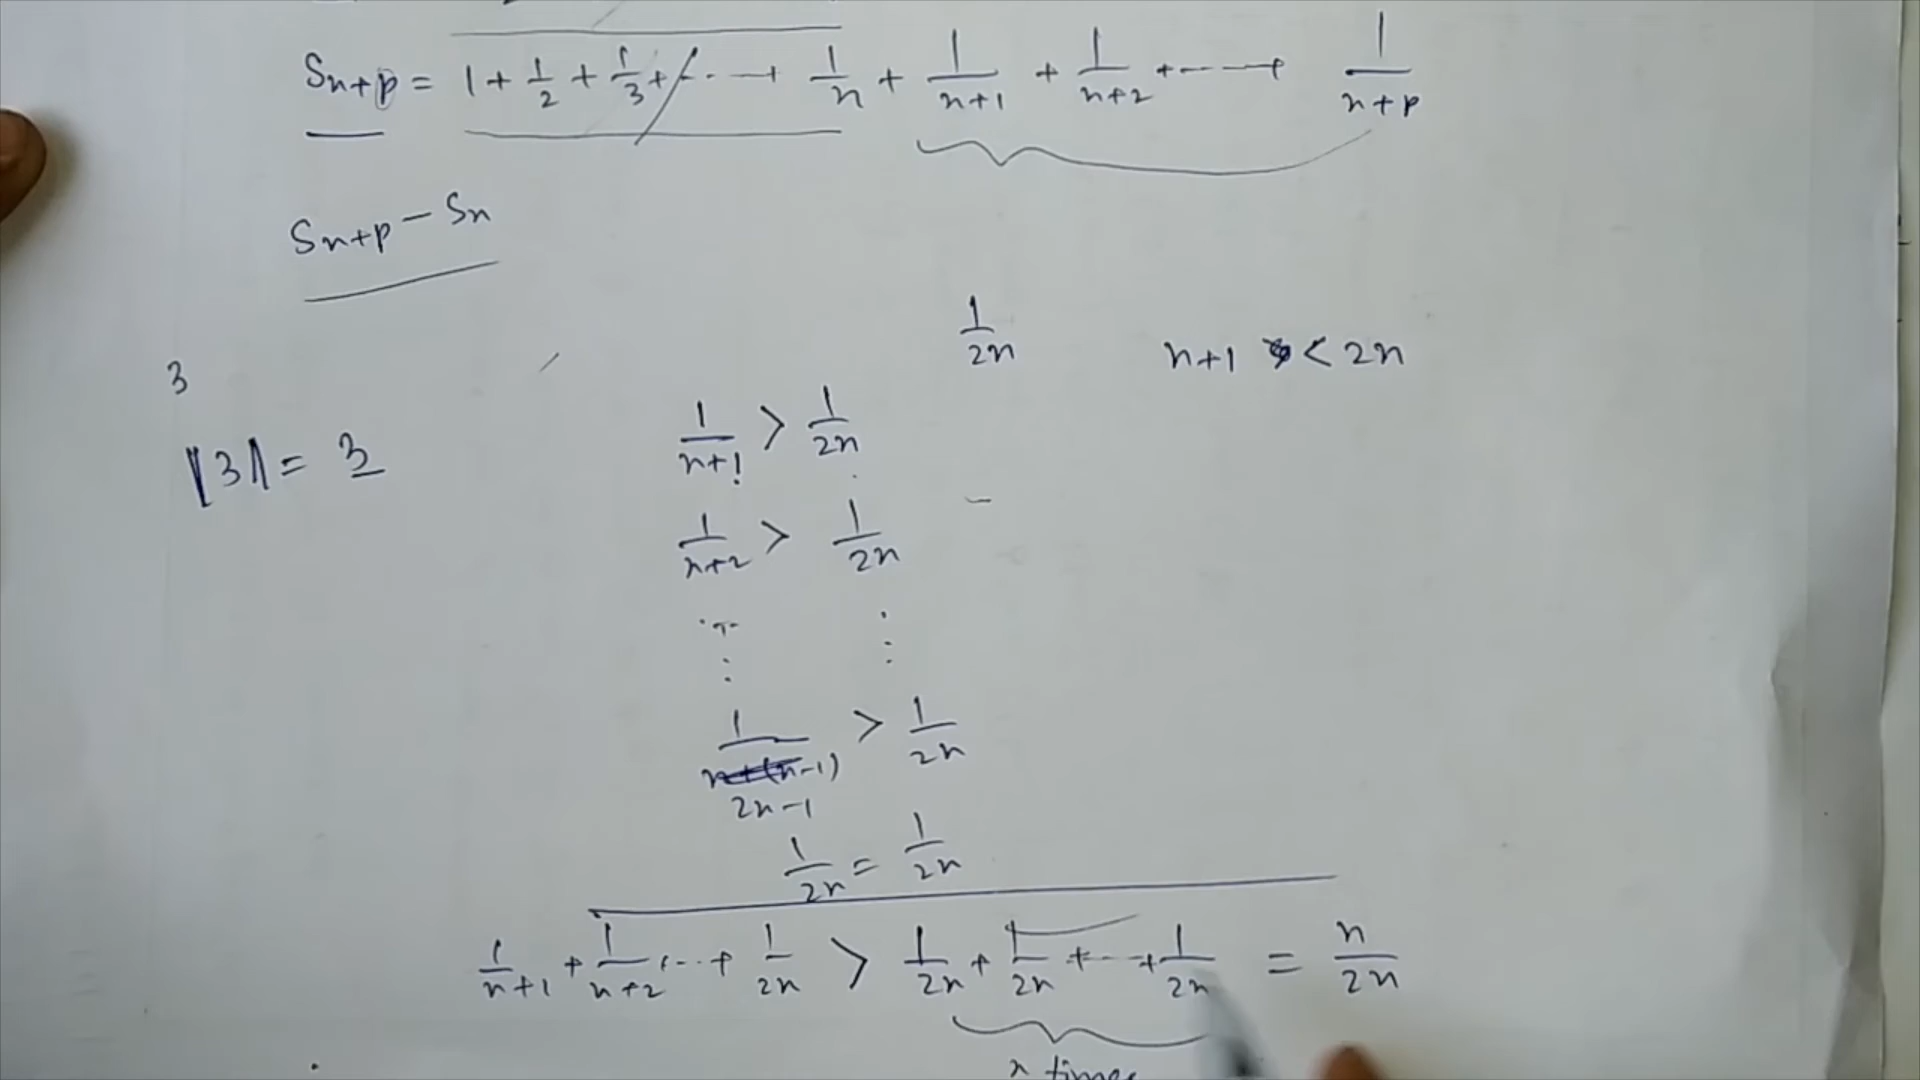 Sn+p = 1 + 1/2 + 1/3 + ... + 1/n + 1/n+1 + 1/n+2 + ... + 1/n+p
Sn+p - Sn
1/2n n+1 < 2n
3
1/n+1 > 1/2n
|3| = 3
1/n+2 > 1/2n
1/2n-1 > 1/2n
1/2n = 1/2n
1/n+1 + 1/n+2 + ... + 1/2n > 1/2n + 1/2n + ... + 1/2n = n/2n
n times